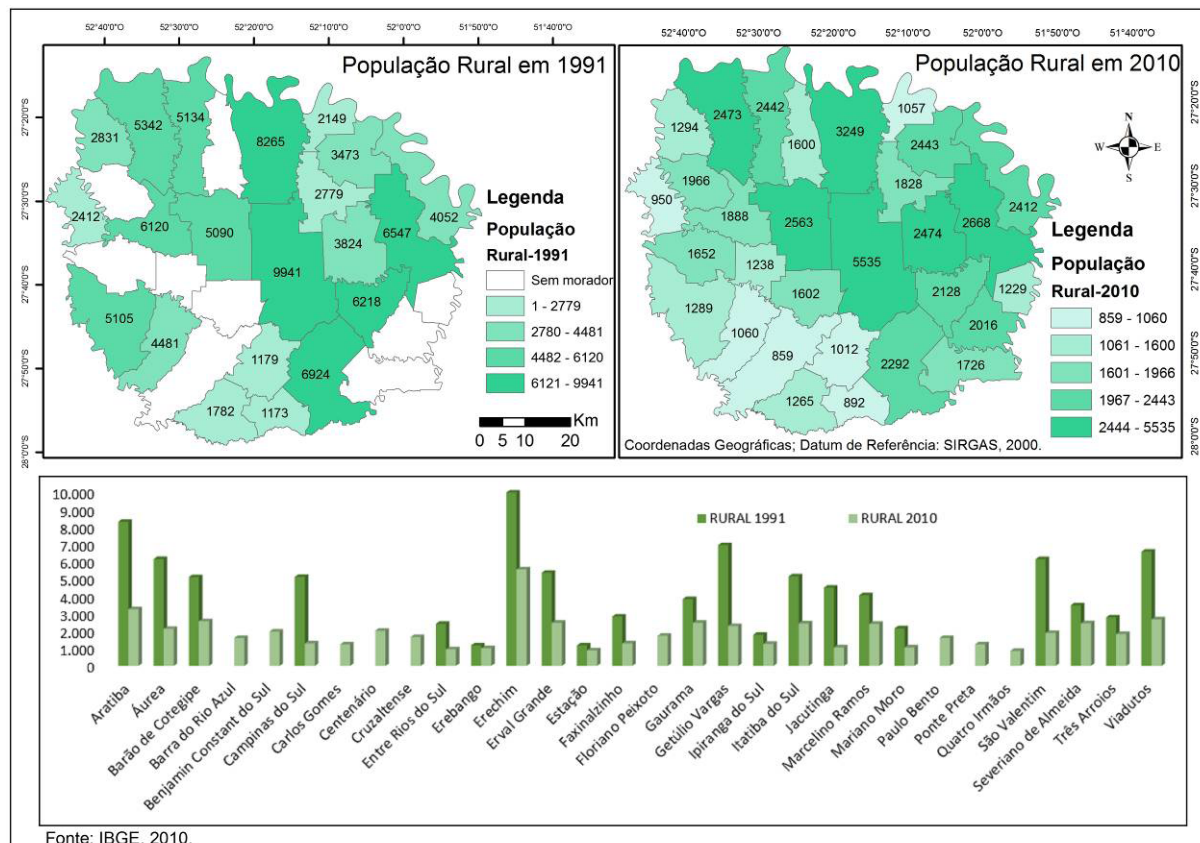 52°40'0"O 52°30'0"O 52°20'0"O 52°10'0"O 52°0'0"O 51°50'0"O 51°40'0"O
População Rural em 1991
27°20'0"S
27°30'0"S
27°40'0"S
27°50'0"S
28°0'0"S
2831
5342
5134
8265
2149
3473
2779
2412
6120
5090
3824
6547
4052
9941
6218
5105
4481
1179
6924
1782
1173
Legenda
População
Rural-1991
Sem morador
1 - 2779
2780 - 4481
4482 - 6120
6121 - 9941
Km
0 5 10 20
52°40'0"O 52°30'0"O 52°20'0"O 52°10'0"O 52°0'0"O 51°50'0"O 51°40'0"O
População Rural em 2010
N
W E
S
27°20'0"S
27°30'0"S
27°40'0"S
27°50'0"S
28°0'0"S
1294
2473
2442
1600
3249
1057
2443
1966
1828
950
1888
2563
2474
2668
2412
1652
1238
5535
1602
2128
1229
1289
2016
1060
859
1012
2292
1726
1265
892
Legenda
População
Rural-2010
859 - 1060
1061 - 1600
1601 - 1966
1967 - 2443
2444 - 5535
Coordenadas Geográficas; Datum de Referência: SIRGAS, 2000.
RURAL 1991 RURAL 2010
10.000
9.000
8.000
7.000
6.000
5.000
4.000
3.000
2.000
1.000
0
Aratiba
Áurea
Barão de Cotegipe
Barra do Rio Azul
Benjamin Constant do Sul
Campinas do Sul
Carlos Gomes
Centenário
Cruzaltense
Entre Rios do Sul
Erebango
Erechim
Erval Grande
Estação
Faxinalzinho
Floriano Peixoto
Gaurama
Getúlio Vargas
Ipiranga do Sul
Itatiba do Sul
Jacutinga
Marcelino Ramos
Mariano Moro
Paulo Bento
Ponte Preta
Quatro Irmãos
São Valentim
Severiano de Almeida
Três Arroios
Viadutos
Fonte: IBGE, 2010.